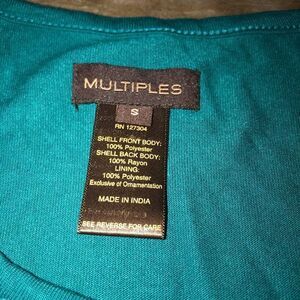 MULTIPLES
S
RN 127304
SHELL FRONT BODY:
100% Polyester
SHELL BACK BODY:
100% Rayon
LINING:
100% Polyester
Exclusive of Ornamentation
MADE IN INDIA
SEE REVERSE FOR CARE